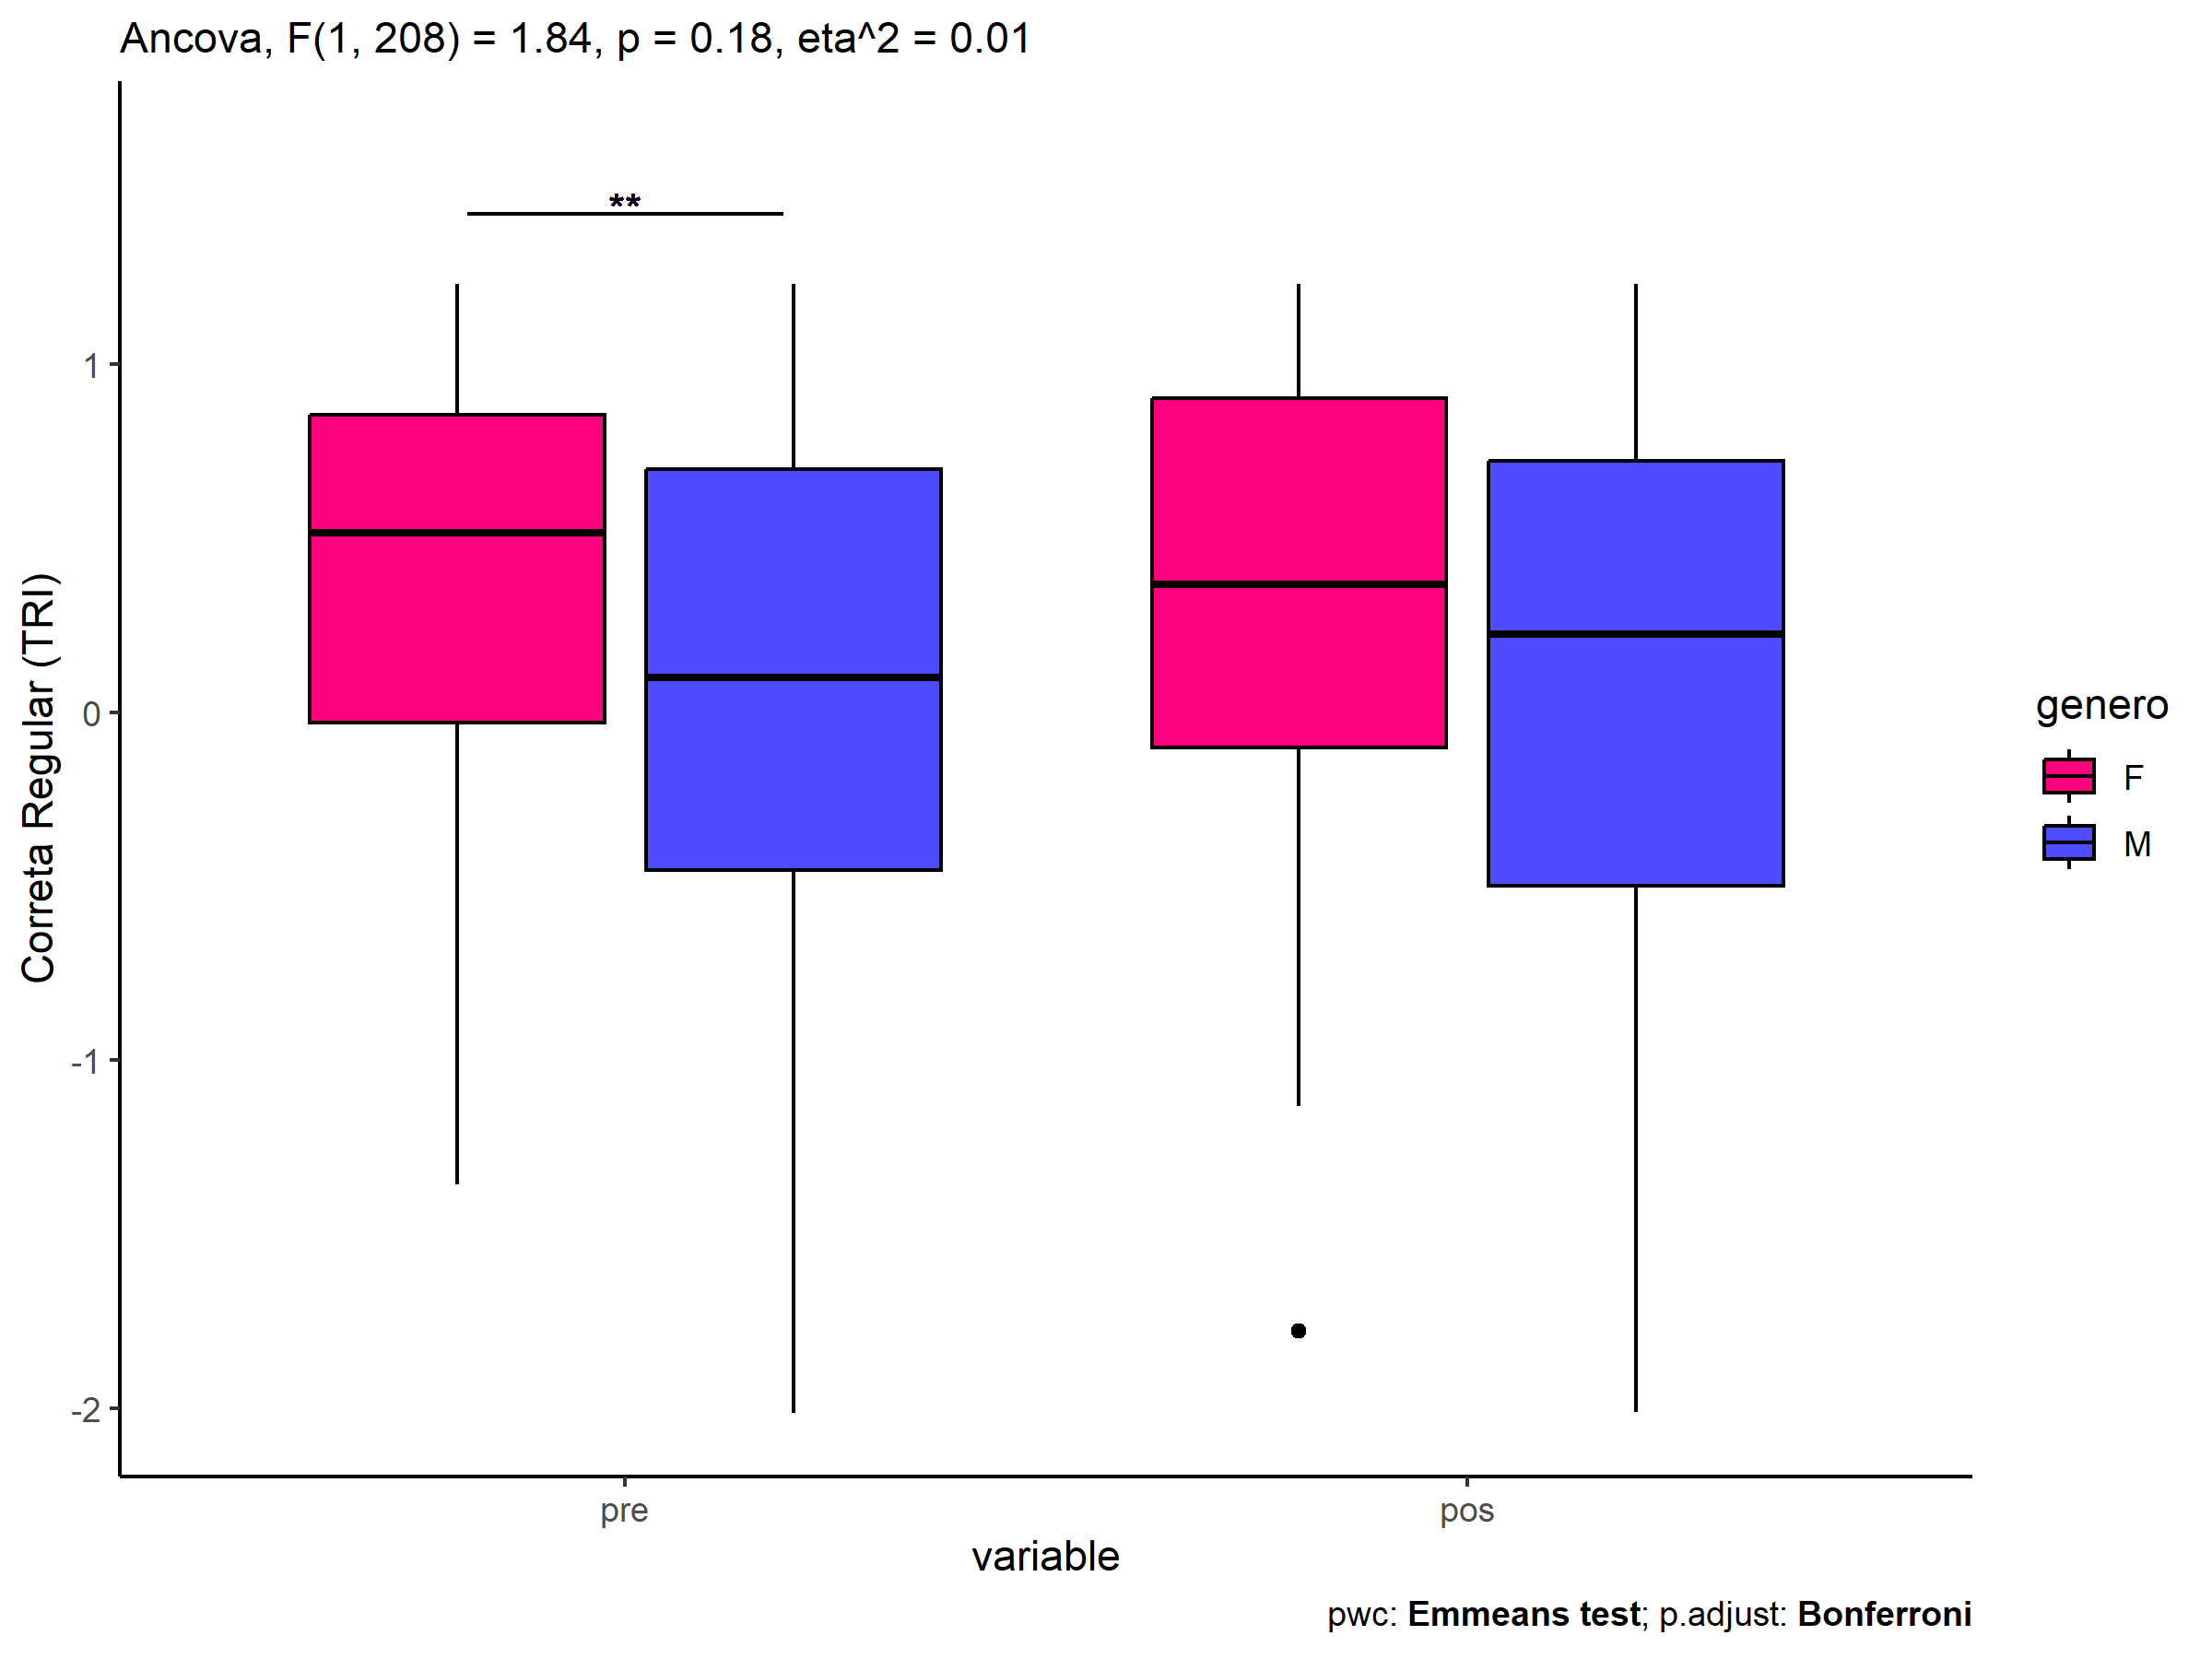 Ancova, F(1, 208) = 1.84, p = 0.18, eta^2 = 0.01
**
1
0
-1
-2
Correta Regular (TRI)
pre
pos
variable
genero
F
M
pwc: Emmeans test; p.adjust: Bonferroni